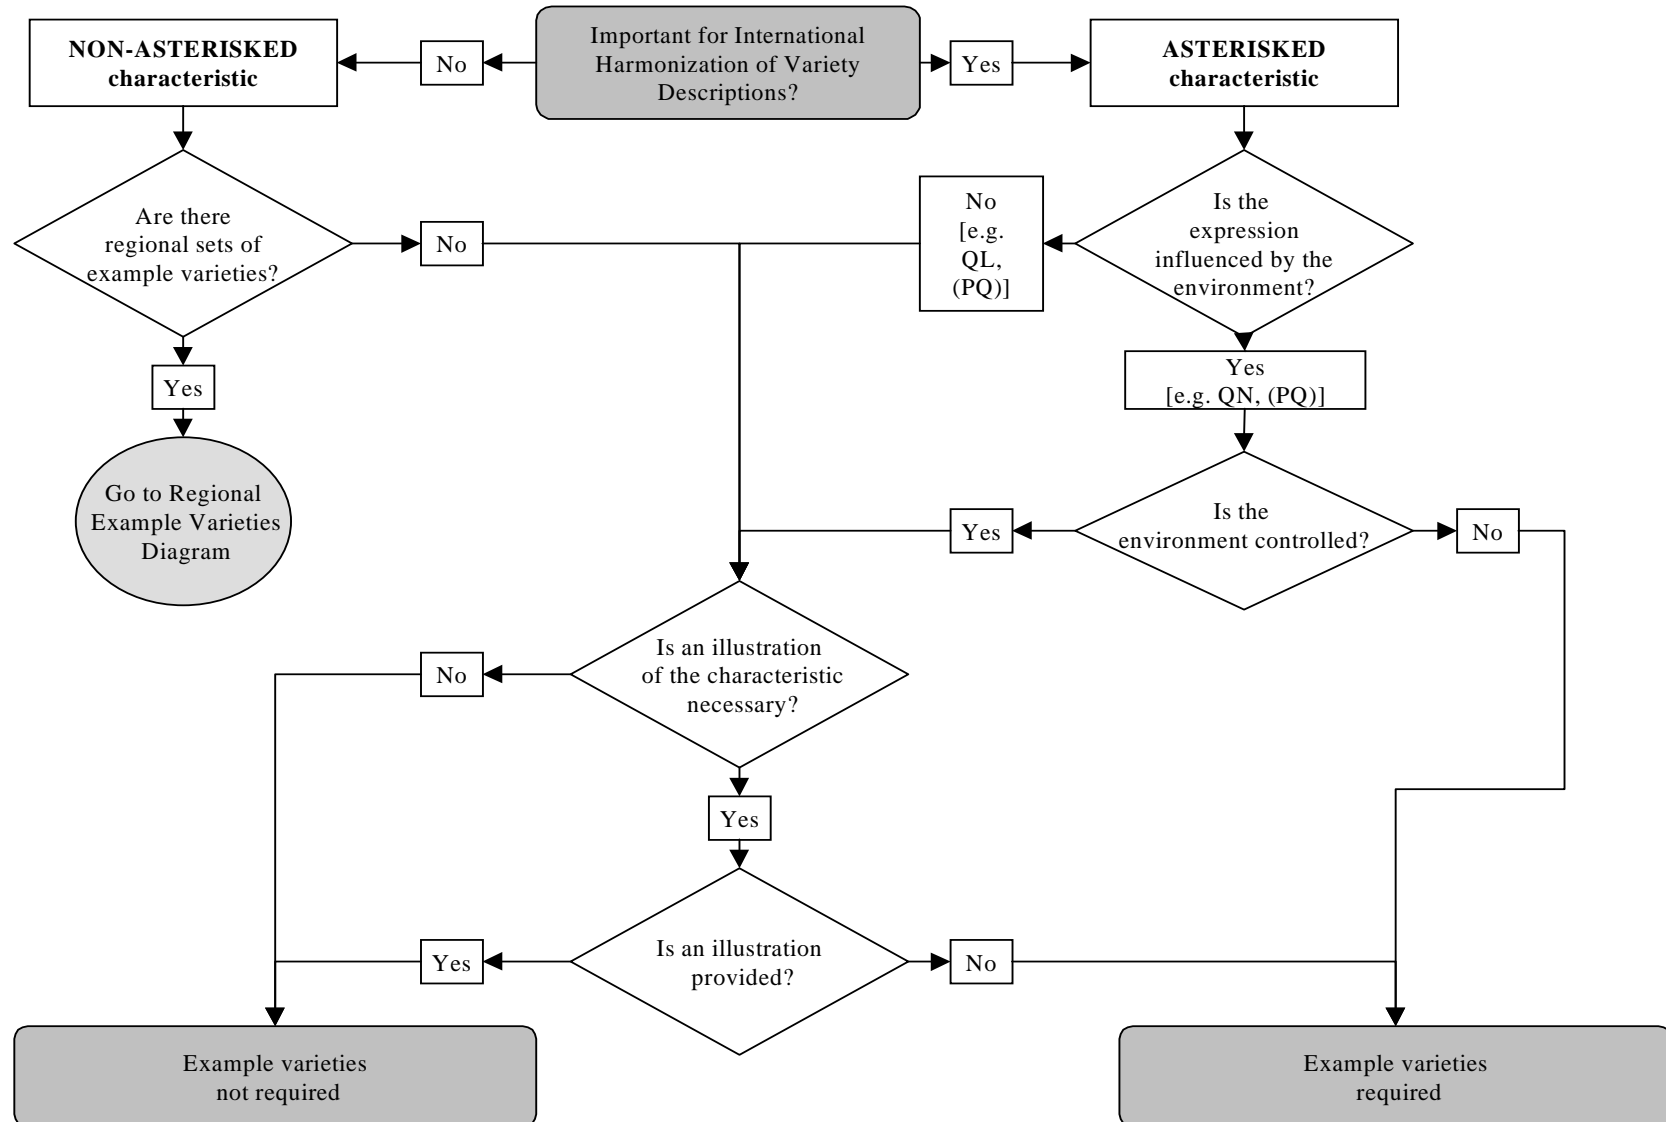 NON-ASTERISKED
characteristic
No
Important for International
Harmonization of Variety
Descriptions?
Yes
ASTERISKED
characteristic
Are there
regional sets of
example varieties?
No
No
[e.g.
QL,
(PQ)]
Is the
expression
influenced by the
environment?
Yes
Yes
[e.g. QN, (PQ)]
Go to Regional
Example Varieties
Diagram
Yes
Is the
environment controlled?
No
No
Is an illustration
of the characteristic
necessary?
Yes
Yes
Is an illustration
provided?
No
Example varieties
not required
Example varieties
required